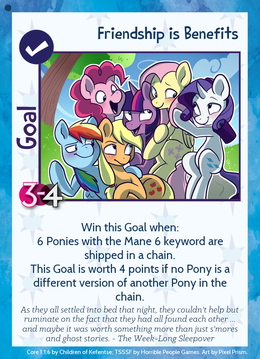 Friendship is Benefits
Goal
3-4
Win this Goal when:
6 Ponies with the Mane 6 keyword are
shipped in a chain.
This Goal is worth 4 points if no Pony is a
different version of another Pony in the
chain.
As they all settled into bed that night, they couldn't help but
ruminate on the fact that they had all found each other ...
and maybe it was worth something more than just s'mores
and ghost stories. - The Week-Long Sleepover
Core 116 by Children of Kefentse, TSSSF by Horrible People Games. Art by Pixel Prism.